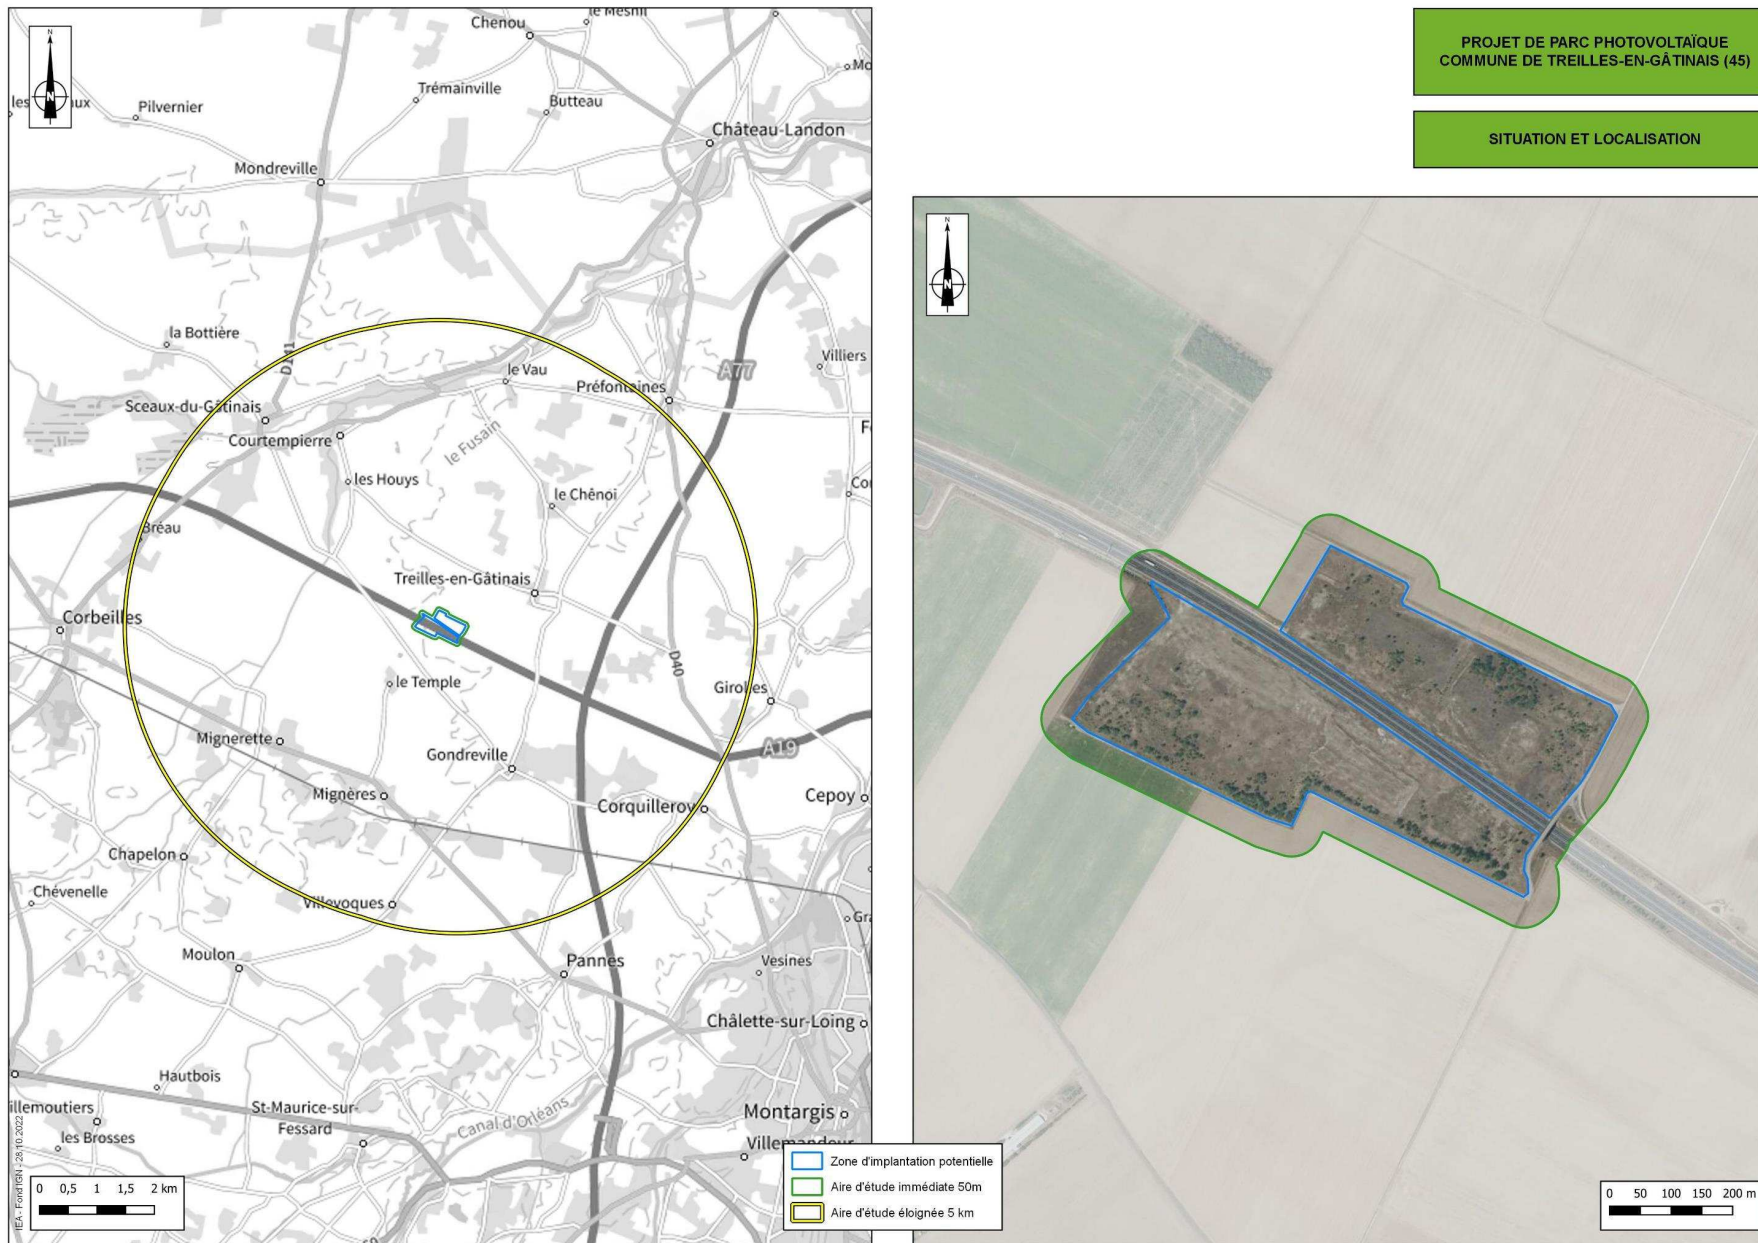 PROJET DE PARC PHOTOVOLTAÏQUE
COMMUNE DE TREILLES-EN-GÂTINAIS (45)
SITUATION ET LOCALISATION
N
N
Chenou
le Mesnil
Trémainville
Pilvernier
Butteau
Château-Landon
Mondreville
la Bottière
D141
le Vau
A77
Villiers
Préfontaines
Sceaux-du-Gâtinais
Courtempierre
le Fusain
les Houys
le Chênoi
Bréau
Treilles-en-Gâtinais
Corbeilles
D40
le Temple
Girolles
Mignerette
Gondreville
A19
Mignères
Corquilleroy
Cepoy
Chapelon
Chévenelle
Villevoques
Moulon
Pannes
Vesines
Châlette-sur-Loing
Hautbois
illemoutiers
St-Maurice-sur-
Fessard
Canal d'Orléans
Montargis
les Brosses
Villemandeur
IEA - Fond IGN - 28.10.2022
0 0,5 1 1,5 2 km
Zone d'implantation potentielle
Aire d'étude immédiate 50m
Aire d'étude éloignée 5 km
N
N
0 50 100 150 200 m